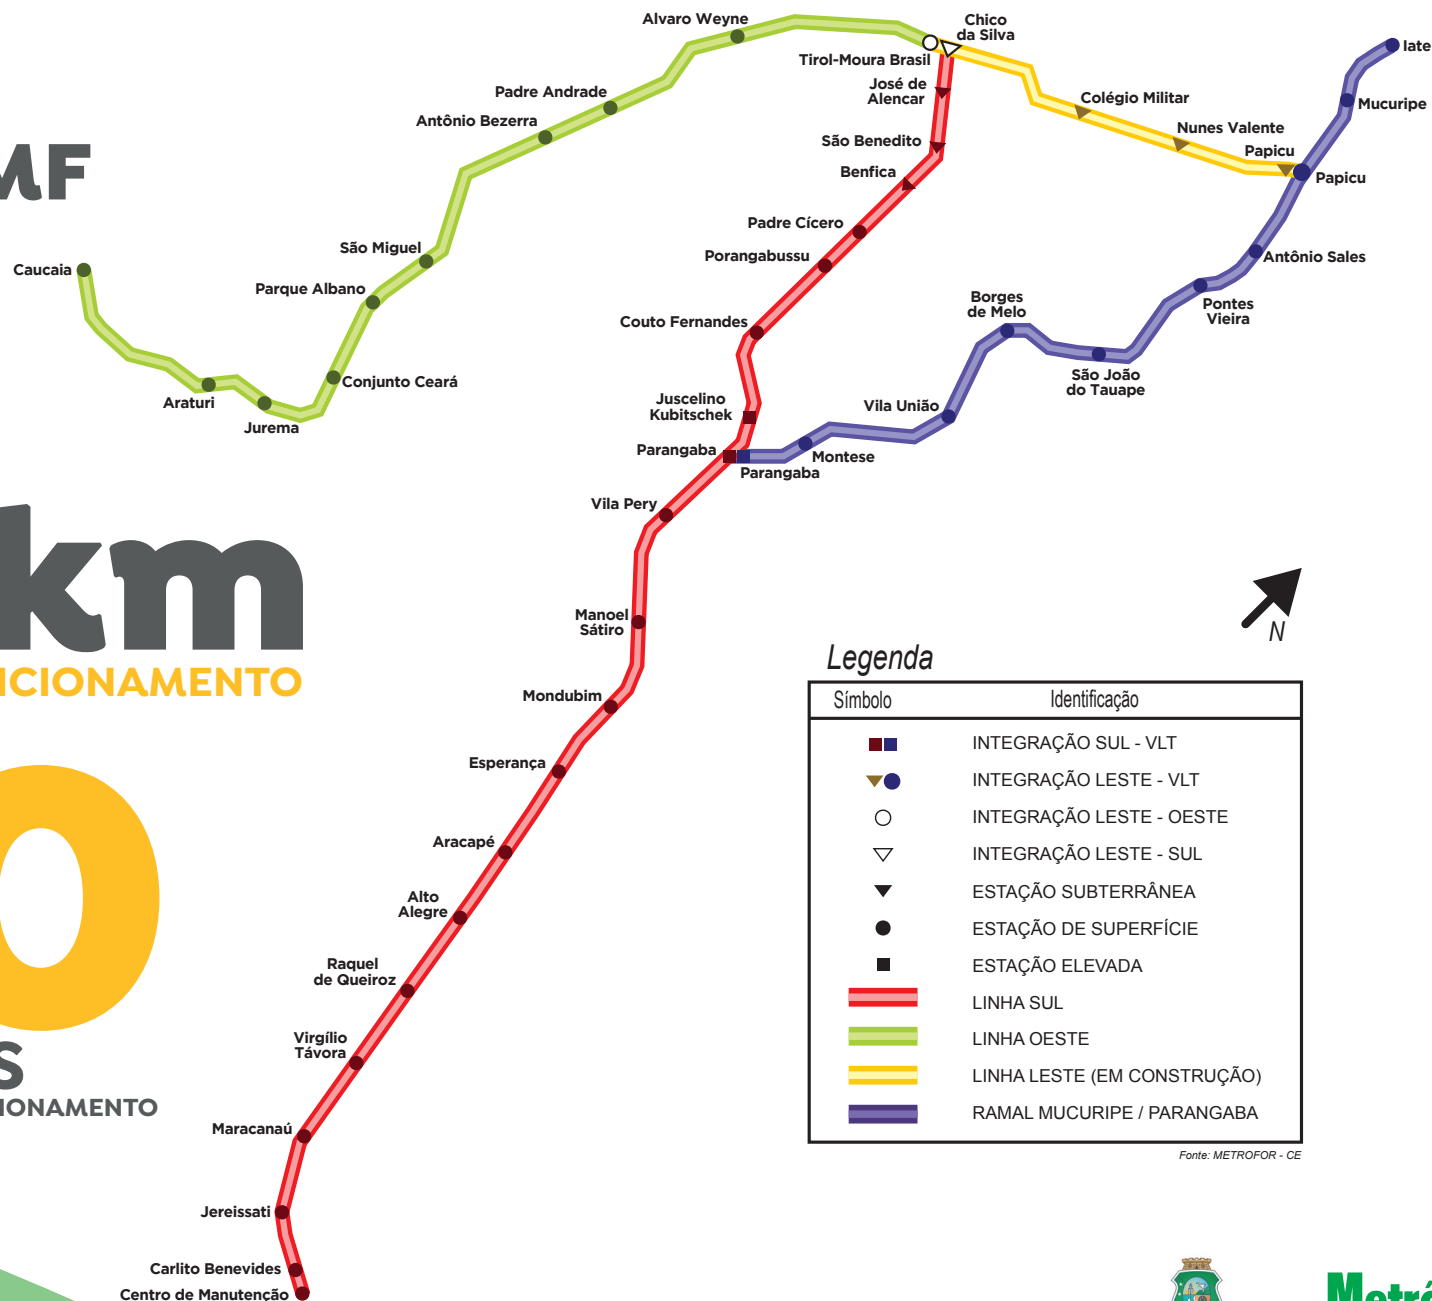 Alvaro Weyne
Chico
da Silva
Iate
Tirol-Moura Brasil
José de
Alencar
Padre Andrade
Colégio Militar
Mucuripe
Antônio Bezerra
Nunes Valente
São Benedito
Papicu
MF
Benfica
Papicu
Padre Cícero
São Miguel
Porangabussu
Antônio Sales
Caucaia
Parque Albano
Borges
de Melo
Pontes
Vieira
Couto Fernandes
Conjunto Ceará
São João
do Tauape
Araturi
Jurema
Juscelino
Kubitschek
Vila União
Parangaba
Montese
Parangaba
Vila Pery
km
Manoel
Sátiro
N
CIONAMENTO
Mondubim
Esperança
Aracapé
0
Alto
Alegre
Raquel
de Queiroz
Virgílio
Távora
S
IONAMENTO
Maracanaú
Jereissati
Carlito Benevides
Centro de Manutenção
Legenda
Símbolo Identificação
INTEGRAÇÃO SUL - VLT
INTEGRAÇÃO LESTE - VLT
INTEGRAÇÃO LESTE - OESTE
INTEGRAÇÃO LESTE - SUL
ESTAÇÃO SUBTERRÂNEA
ESTAÇÃO DE SUPERFÍCIE
ESTAÇÃO ELEVADA
LINHA SUL
LINHA OESTE
LINHA LESTE (EM CONSTRUÇÃO)
RAMAL MUCURIPE / PARANGABA
Fonte: METROFOR - CE
Metrô